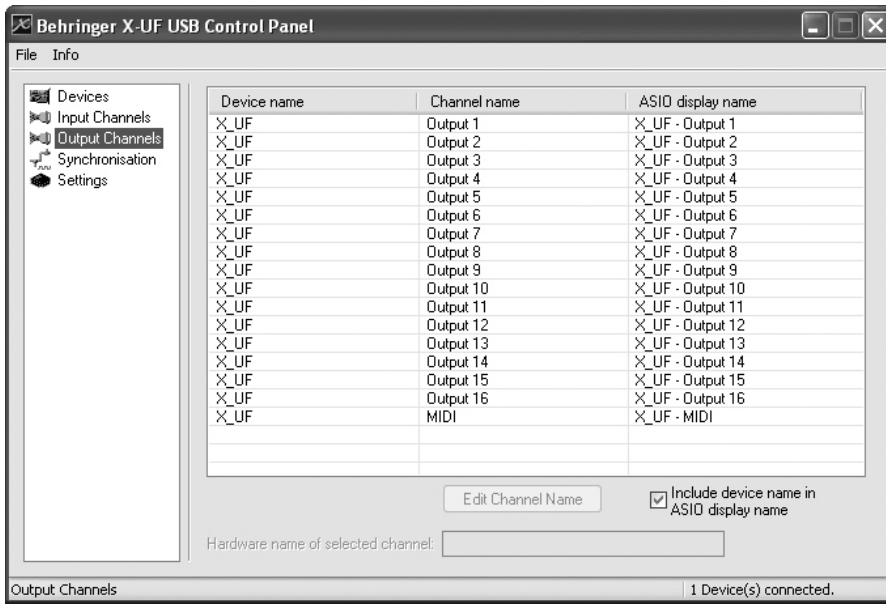 Behringer X-UF USB Control Panel
File Info
Devices
Input Channels
Output Channels
Synchronisation
Settings
Device name Channel name ASIO display name
X_UF Output 1 X_UF - Output 1
X_UF Output 2 X_UF - Output 2
X_UF Output 3 X_UF - Output 3
X_UF Output 4 X_UF - Output 4
X_UF Output 5 X_UF - Output 5
X_UF Output 6 X_UF - Output 6
X_UF Output 7 X_UF - Output 7
X_UF Output 8 X_UF - Output 8
X_UF Output 9 X_UF - Output 9
X_UF Output 10 X_UF - Output 10
X_UF Output 11 X_UF - Output 11
X_UF Output 12 X_UF - Output 12
X_UF Output 13 X_UF - Output 13
X_UF Output 14 X_UF - Output 14
X_UF Output 15 X_UF - Output 15
X_UF Output 16 X_UF - Output 16
X_UF MIDI X_UF - MIDI
Edit Channel Name
Include device name in
ASIO display name
Hardware name of selected channel:
Output Channels
1 Device(s) connected.